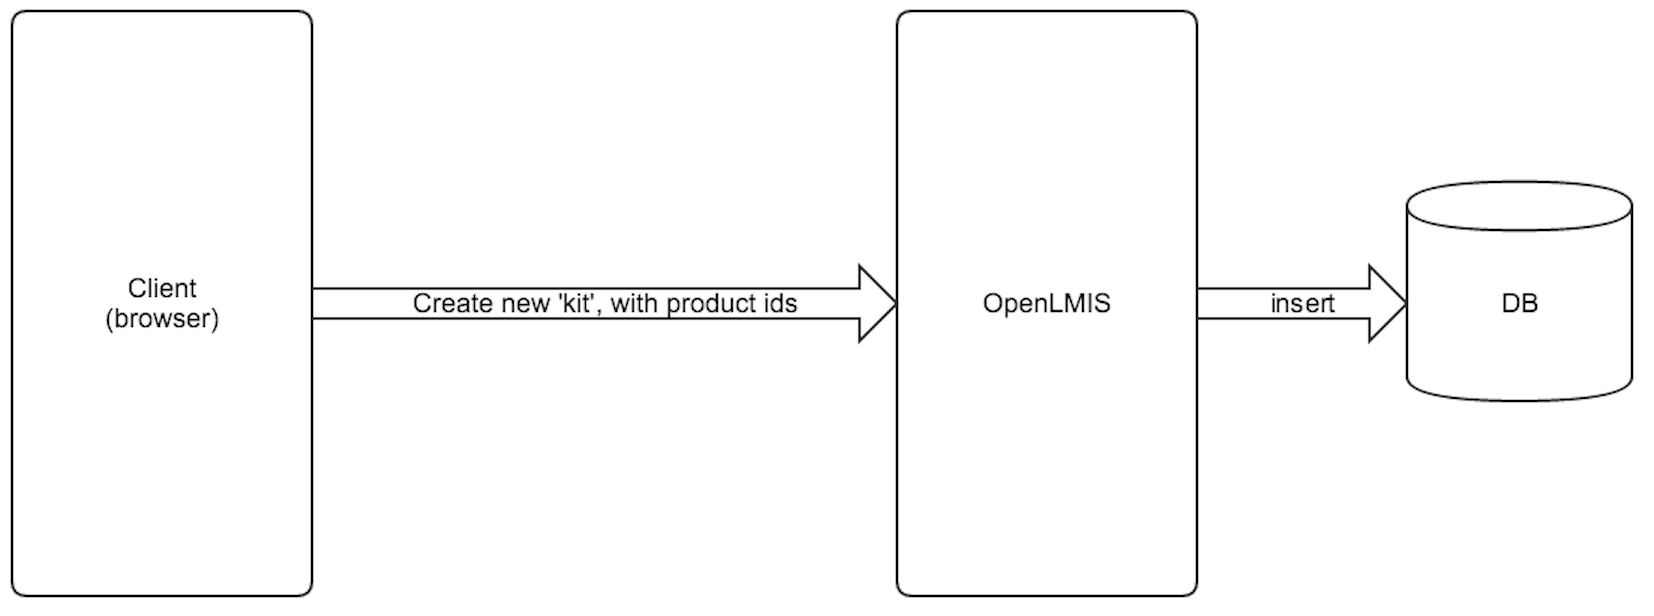 Client
(browser)
Create new 'kit', with product ids
OpenLMIS
insert
DB